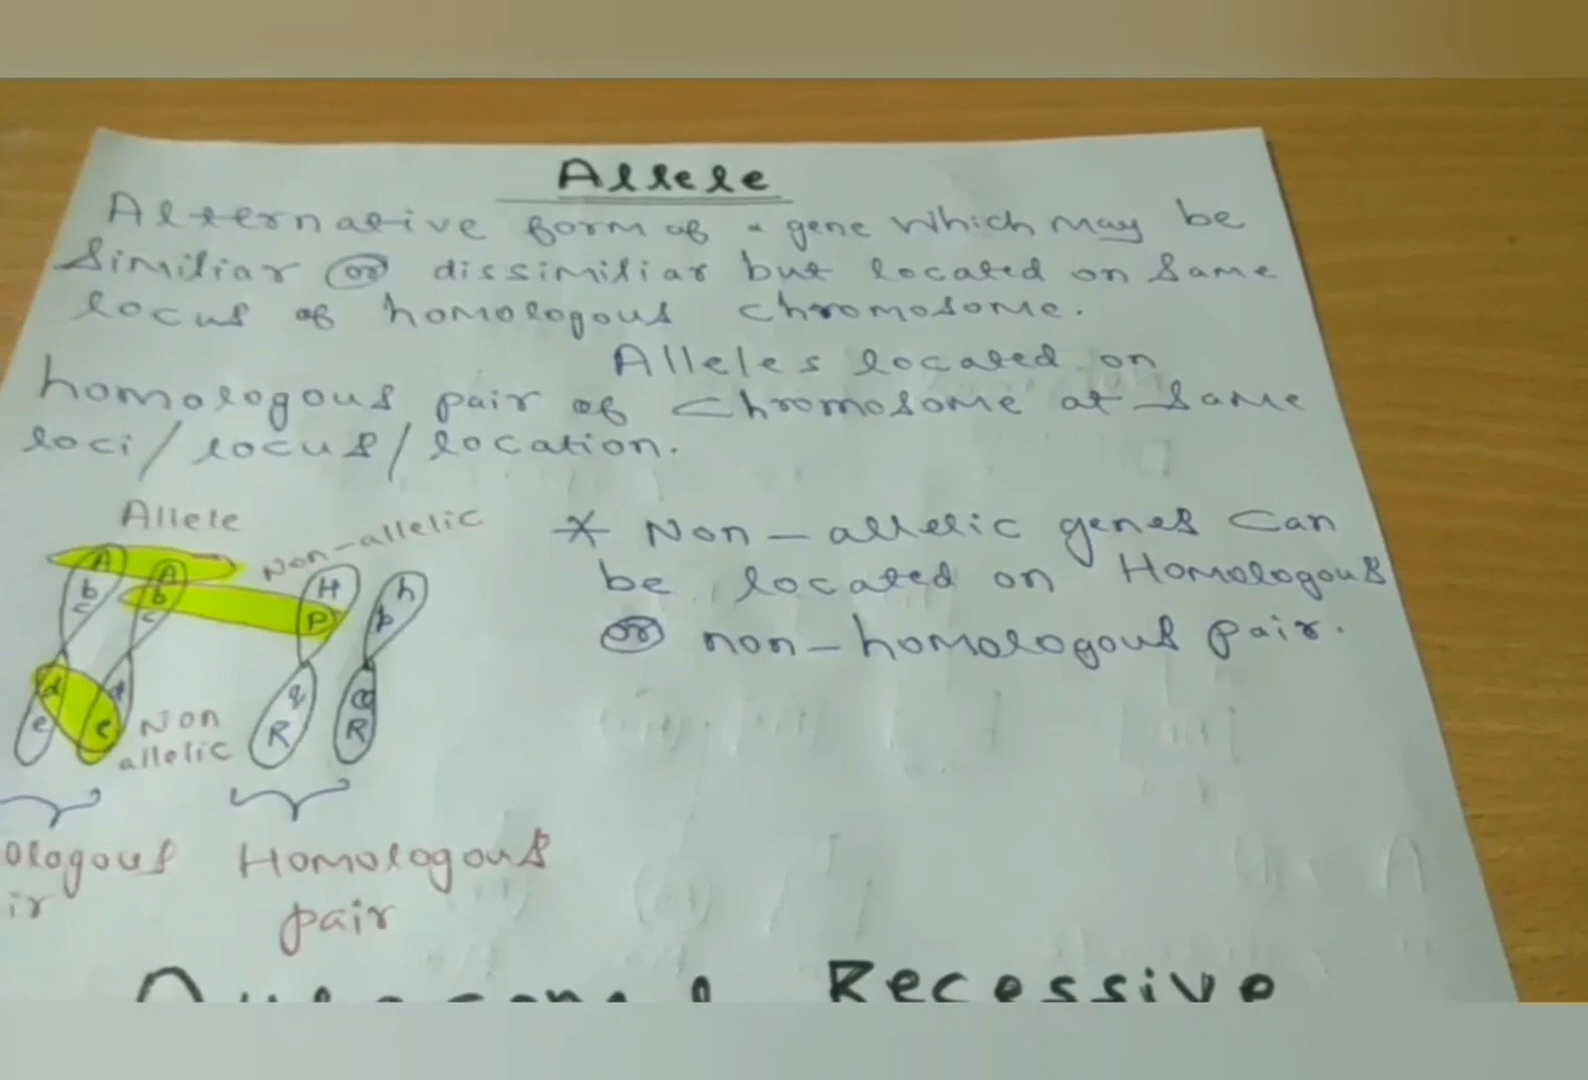 Allele
Alternative form of a gene which may be
Similiar or dissimiliar but located on Same
locus of homologous chromosome.
Alleles located on
homologous pair of chromosome at Same
loci/locus/location.
Allele
Non-allelic
* Non-allelic genes can
be located on Homologous
or non-homologous pair.
A
A
H
h
b
b
P
p
c
c
d
d
q
Q
e
e
R
R
Non
allelic
ologous
ir
Homologous
pair
Recessive